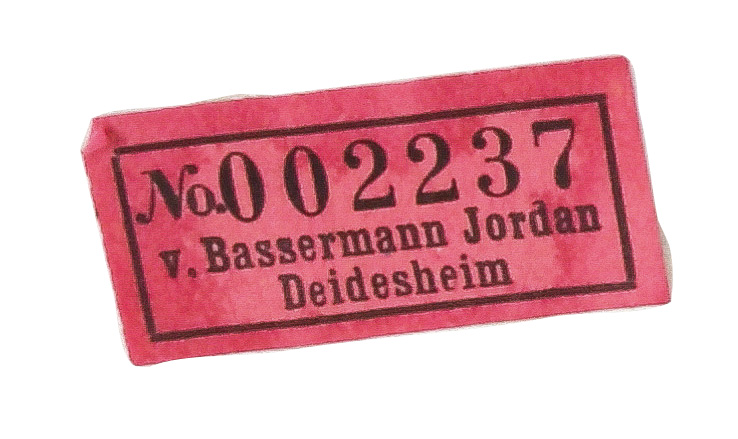 No. 002237
v. Bassermann Jordan
Deidesheim